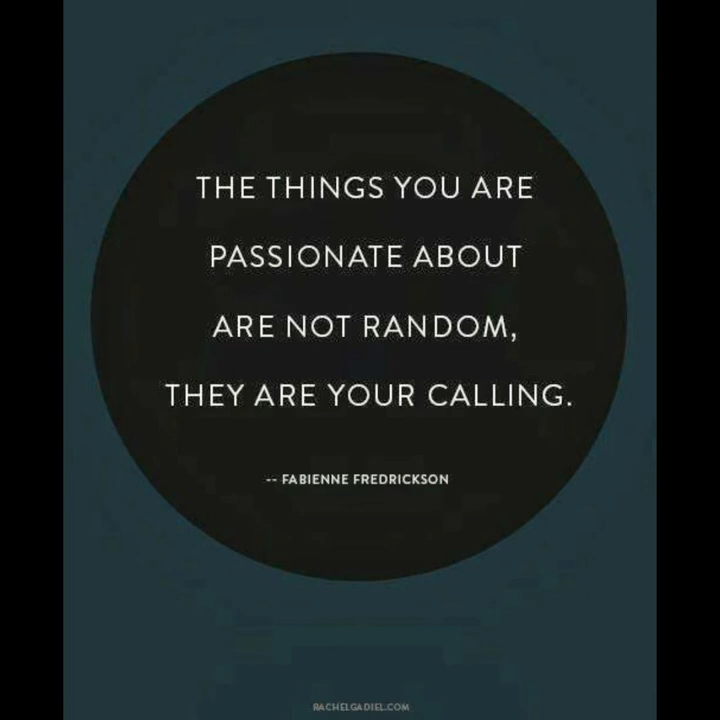 THE THINGS YOU ARE
PASSIONATE ABOUT
ARE NOT RANDOM,
THEY ARE YOUR CALLING.
-- FABIENNE FREDRICKSON
RACHELGADIEL.COM